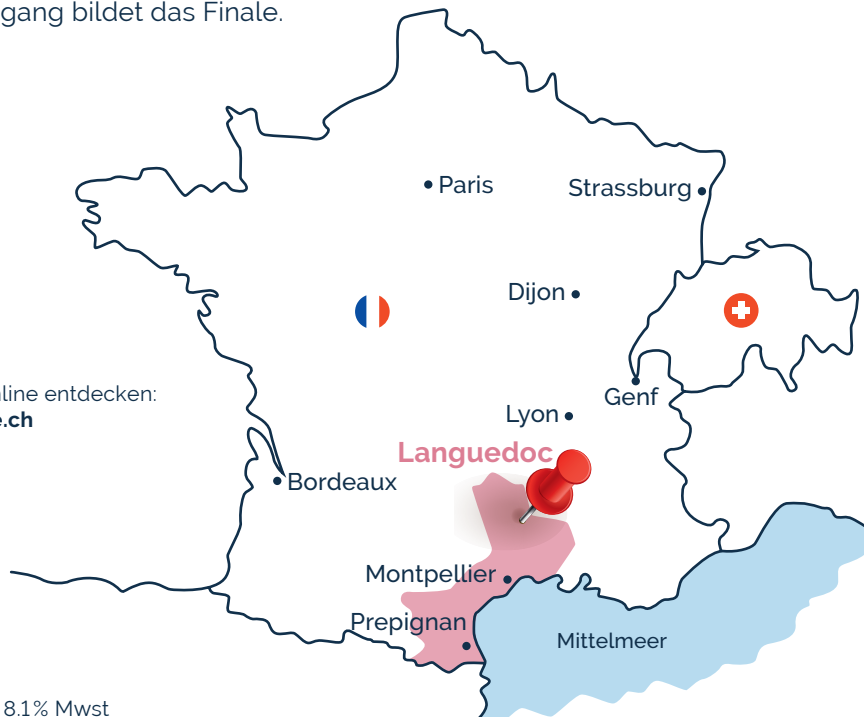 gang bildet das Finale.
Paris
Strassburg
Dijon
line entdecken:
e.ch
Genf
Lyon
Languedoc
Bordeaux
Montpellier
Prepignan
Mittelmeer
8.1% Mwst